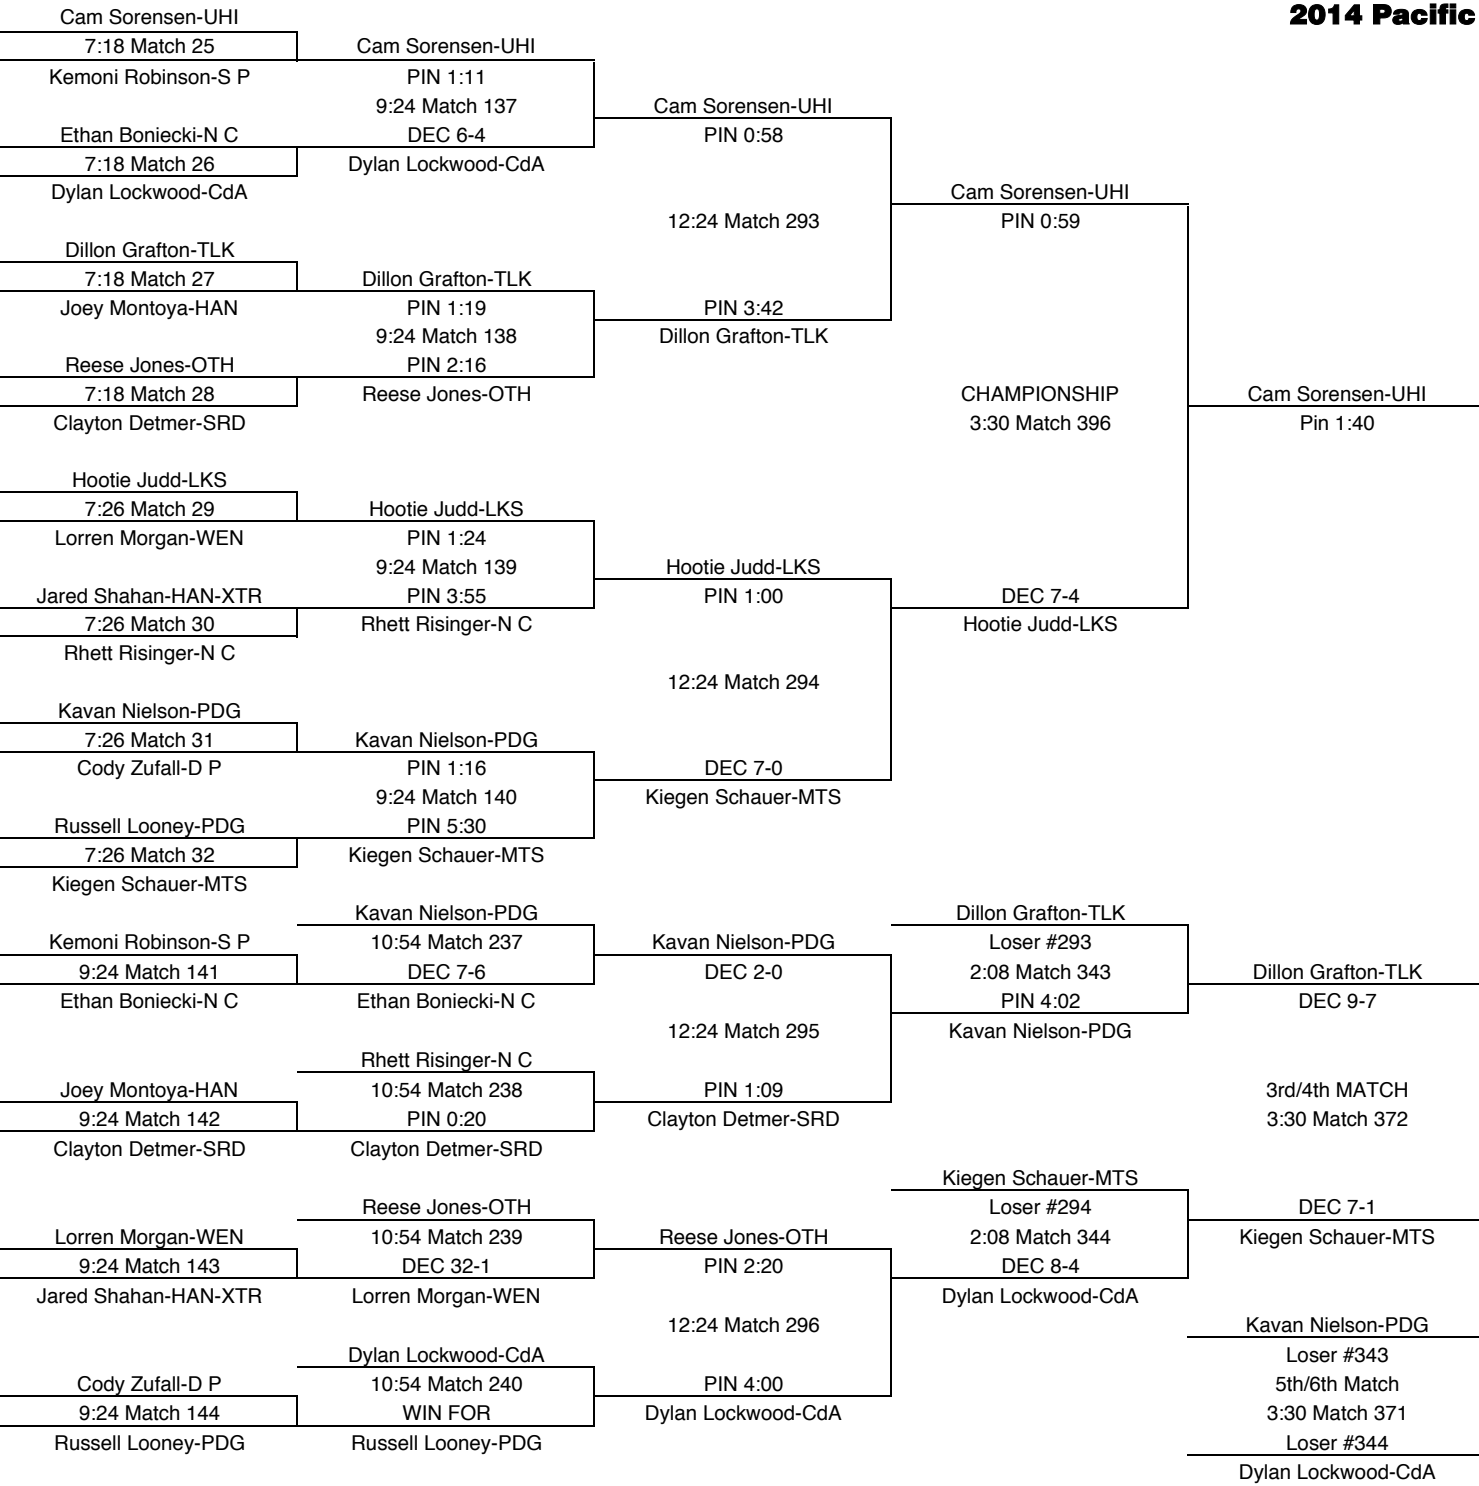 2014 Pacific
Cam Sorensen-UHI
7:18 Match 25
Kemoni Robinson-S P
Ethan Boniecki-N C
7:18 Match 26
Dylan Lockwood-CdA
Dillon Grafton-TLK
7:18 Match 27
Joey Montoya-HAN
Reese Jones-OTH
7:18 Match 28
Clayton Detmer-SRD
Hootie Judd-LKS
7:26 Match 29
Lorren Morgan-WEN
Jared Shahan-HAN-XTR
7:26 Match 30
Rhett Risinger-N C
Kavan Nielson-PDG
7:26 Match 31
Cody Zufall-D P
Russell Looney-PDG
7:26 Match 32
Kiegen Schauer-MTS
Cam Sorensen-UHI
PIN 1:11
9:24 Match 137
DEC 6-4
Dylan Lockwood-CdA
Dillon Grafton-TLK
PIN 1:19
9:24 Match 138
PIN 2:16
Reese Jones-OTH
Hootie Judd-LKS
PIN 1:24
9:24 Match 139
PIN 3:55
Rhett Risinger-N C
Kavan Nielson-PDG
PIN 1:16
9:24 Match 140
PIN 5:30
Kiegen Schauer-MTS
Cam Sorensen-UHI
PIN 0:58
12:24 Match 293
PIN 3:42
Dillon Grafton-TLK
Hootie Judd-LKS
PIN 1:00
12:24 Match 294
DEC 7-0
Kiegen Schauer-MTS
Cam Sorensen-UHI
PIN 0:59
CHAMPIONSHIP
3:30 Match 396
DEC 7-4
Hootie Judd-LKS
Cam Sorensen-UHI
Pin 1:40
Kemoni Robinson-S P
9:24 Match 141
Ethan Boniecki-N C
Joey Montoya-HAN
9:24 Match 142
Clayton Detmer-SRD
Lorren Morgan-WEN
9:24 Match 143
Jared Shahan-HAN-XTR
Cody Zufall-D P
9:24 Match 144
Russell Looney-PDG
Kavan Nielson-PDG
10:54 Match 237
DEC 7-6
Ethan Boniecki-N C
Rhett Risinger-N C
10:54 Match 238
PIN 0:20
Clayton Detmer-SRD
Reese Jones-OTH
10:54 Match 239
DEC 32-1
Lorren Morgan-WEN
Dylan Lockwood-CdA
10:54 Match 240
WIN FOR
Russell Looney-PDG
Kavan Nielson-PDG
DEC 2-0
12:24 Match 295
PIN 1:09
Clayton Detmer-SRD
Reese Jones-OTH
PIN 2:20
12:24 Match 296
PIN 4:00
Dylan Lockwood-CdA
Dillon Grafton-TLK
Loser #293
2:08 Match 343
PIN 4:02
Kavan Nielson-PDG
Kiegen Schauer-MTS
Loser #294
2:08 Match 344
DEC 8-4
Dylan Lockwood-CdA
Dillon Grafton-TLK
DEC 9-7
3rd/4th MATCH
3:30 Match 372
DEC 7-1
Kiegen Schauer-MTS
Kavan Nielson-PDG
Loser #343
5th/6th Match
3:30 Match 371
Loser #344
Dylan Lockwood-CdA